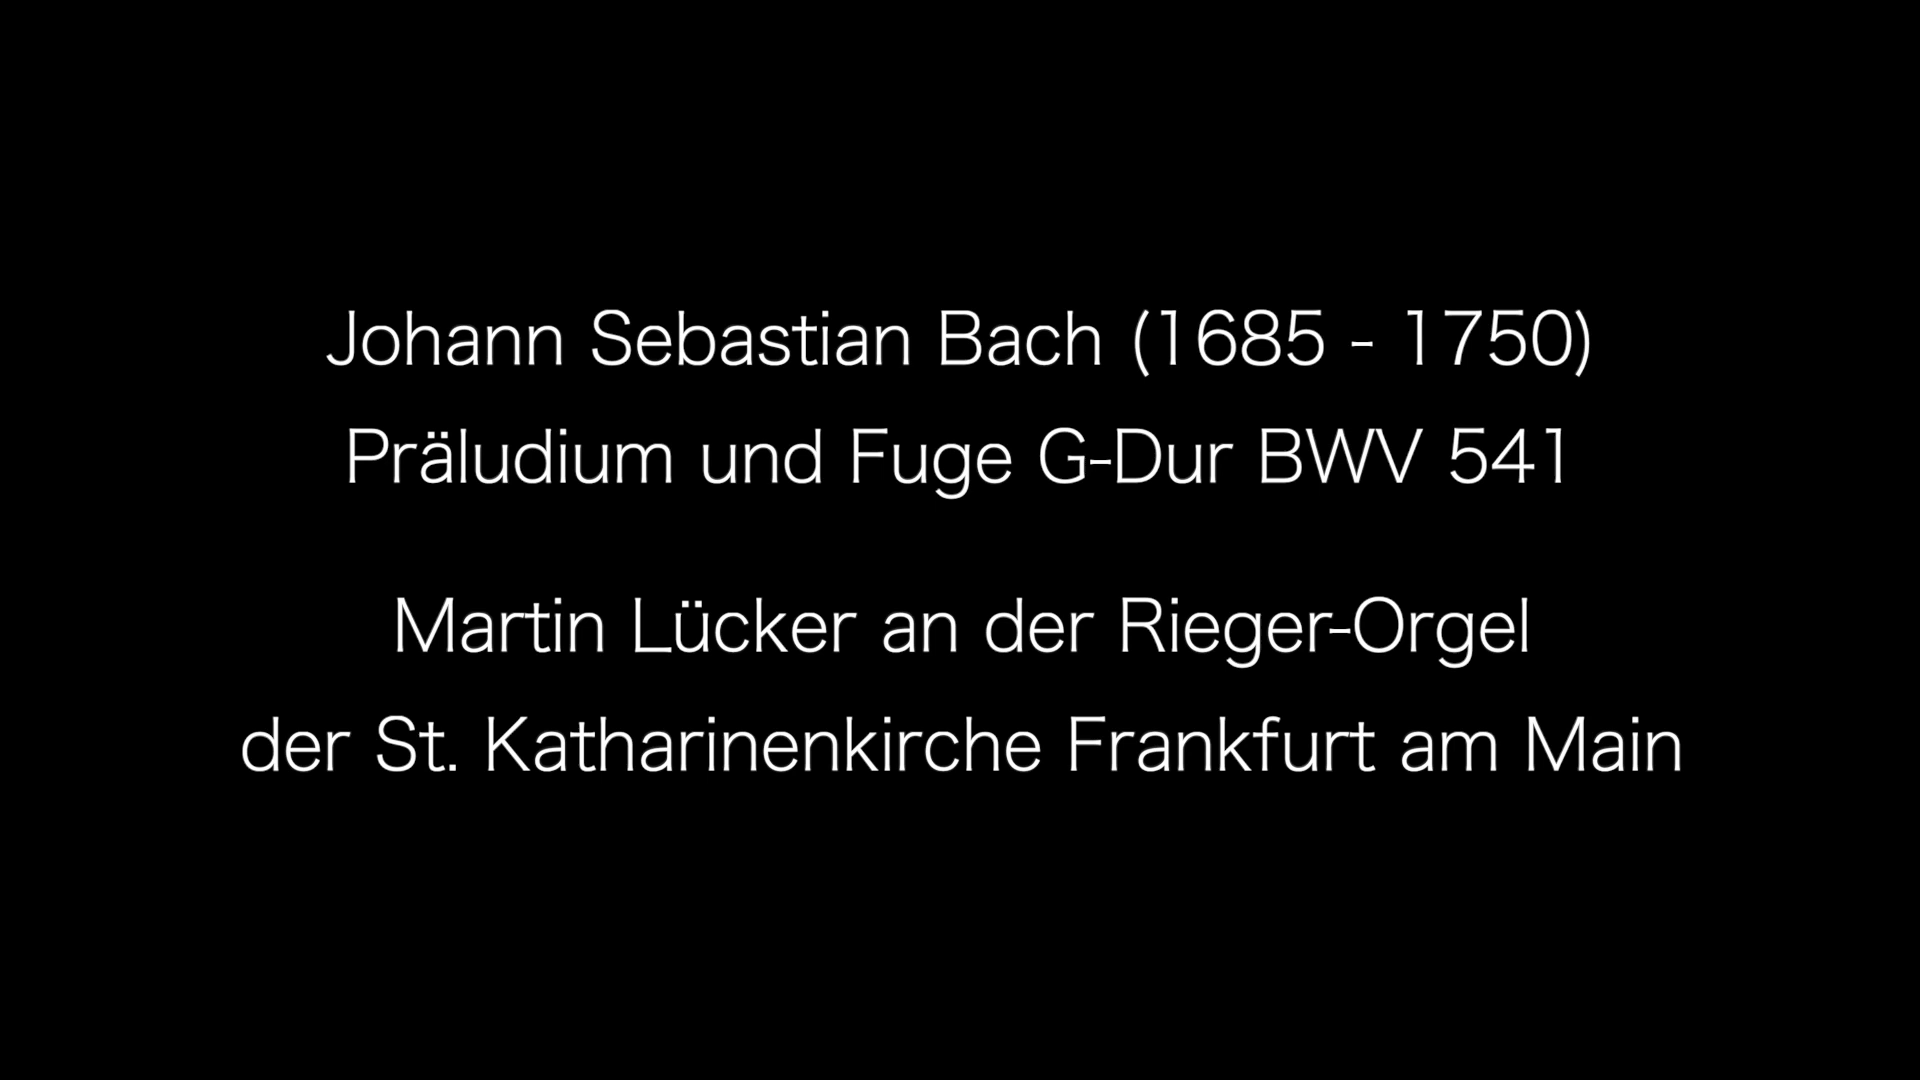 Johann Sebastian Bach (1685 - 1750)
Präludium und Fuge G-Dur BWV 541
Martin Lücker an der Rieger-Orgel
der St. Katharinenkirche Frankfurt am Main